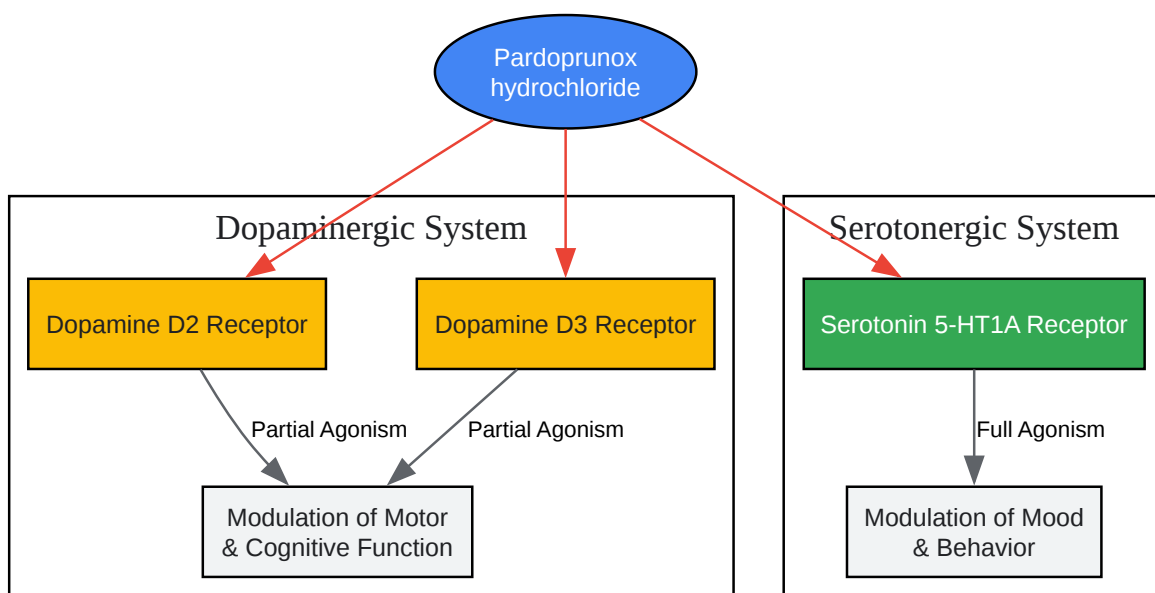 Pardoprunox
hydrochloride
Dopaminergic System
Serotonergic System
Dopamine D2 Receptor
Dopamine D3 Receptor
Serotonin 5-HT1A Receptor
Partial Agonism
Partial Agonism
Full Agonism
Modulation of Motor
& Cognitive Function
Modulation of Mood
& Behavior